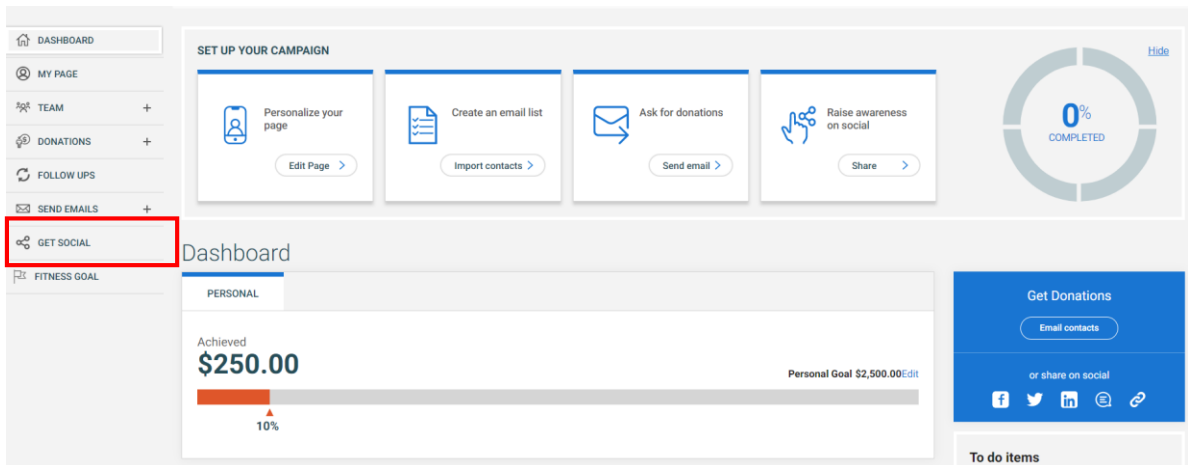 DASHBOARD
MY PAGE
TEAM +
DONATIONS +
FOLLOW UPS
SEND EMAILS +
GET SOCIAL
FITNESS GOAL
SET UP YOUR CAMPAIGN
Hide
Personalize your
page
Edit Page >
Create an email list
Import contacts >
Ask for donations
Send email >
Raise awareness
on social
Share >
0%
COMPLETED
Dashboard
PERSONAL
Achieved
$250.00
Personal Goal $2,500.00Edit
10%
Get Donations
Email contacts
or share on social
To do items